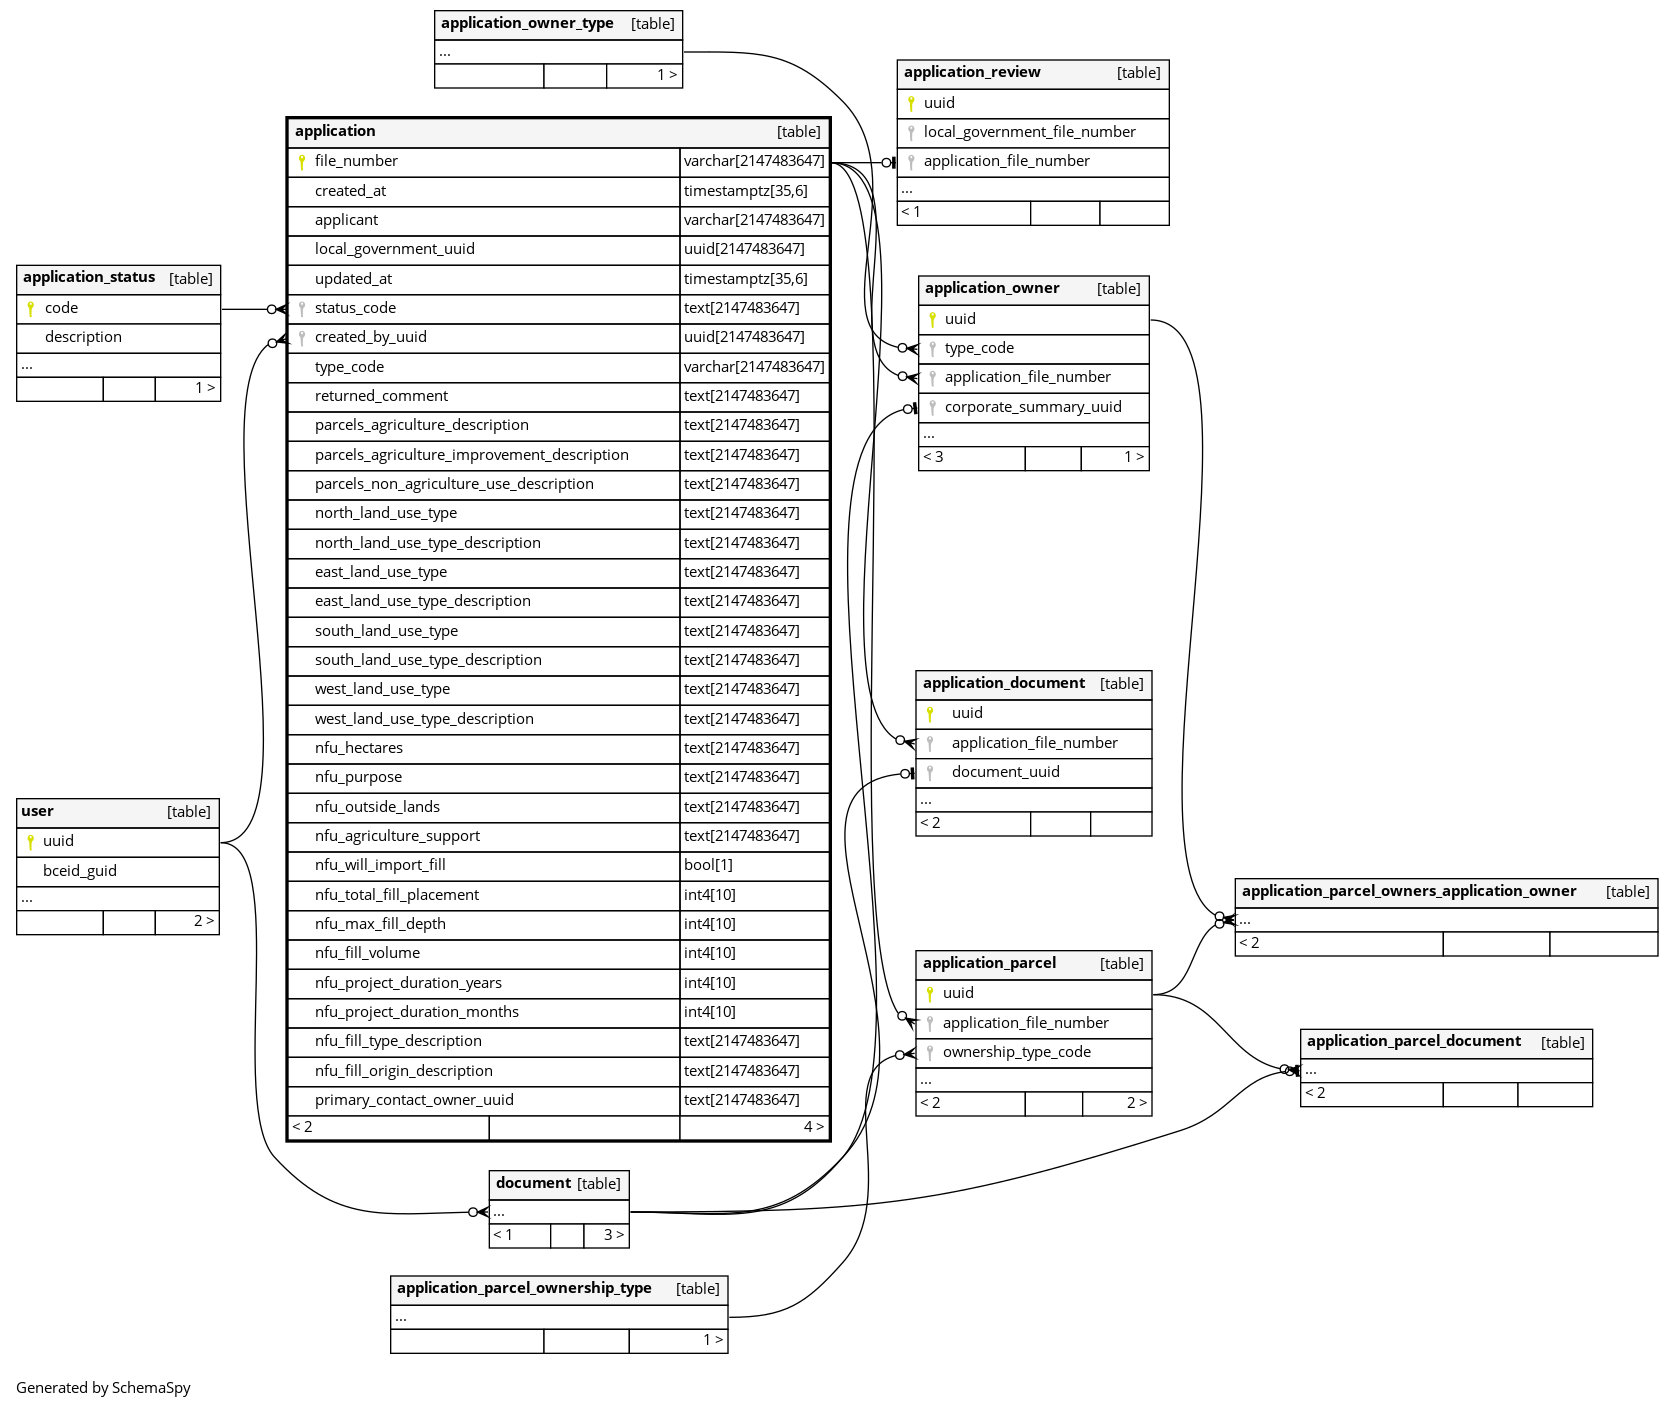 application_owner_type [table]
...
1 >
application_review [table]
uuid
local_government_file_number
application_file_number
...
< 1
application [table]
file_number varchar[2147483647]
created_at timestamptz[35,6]
applicant varchar[2147483647]
local_government_uuid uuid[2147483647]
updated_at timestamptz[35,6]
status_code text[2147483647]
created_by_uuid uuid[2147483647]
type_code varchar[2147483647]
returned_comment text[2147483647]
parcels_agriculture_description text[2147483647]
parcels_agriculture_improvement_description text[2147483647]
parcels_non_agriculture_use_description text[2147483647]
north_land_use_type text[2147483647]
north_land_use_type_description text[2147483647]
east_land_use_type text[2147483647]
east_land_use_type_description text[2147483647]
south_land_use_type text[2147483647]
south_land_use_type_description text[2147483647]
west_land_use_type text[2147483647]
west_land_use_type_description text[2147483647]
nfu_hectares text[2147483647]
nfu_purpose text[2147483647]
nfu_outside_lands text[2147483647]
nfu_agriculture_support text[2147483647]
nfu_will_import_fill bool[1]
nfu_total_fill_placement int4[10]
nfu_max_fill_depth int4[10]
nfu_fill_volume int4[10]
nfu_project_duration_years int4[10]
nfu_project_duration_months int4[10]
nfu_fill_type_description text[2147483647]
nfu_fill_origin_description text[2147483647]
primary_contact_owner_uuid text[2147483647]
< 2 4 >
application_status [table]
code
description
...
1 >
application_owner [table]
uuid
type_code
application_file_number
corporate_summary_uuid
...
< 3 1 >
application_document [table]
uuid
application_file_number
document_uuid
...
< 2
user [table]
uuid
bceid_guid
...
2 >
application_parcel_owners_application_owner [table]
...
< 2
application_parcel [table]
uuid
application_file_number
ownership_type_code
...
< 2 2 >
application_parcel_document [table]
...
< 2
document [table]
...
< 1 3 >
application_parcel_ownership_type [table]
...
1 >
Generated by SchemaSpy